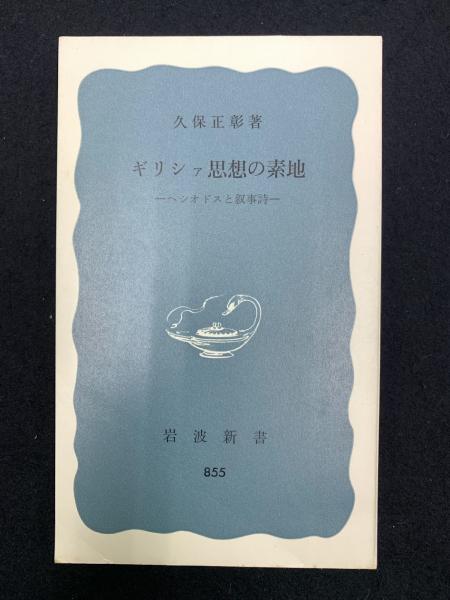 久保正彰著
ギリシァ思想の素地
—ヘシオドスと叙事詩—
岩波新書
855